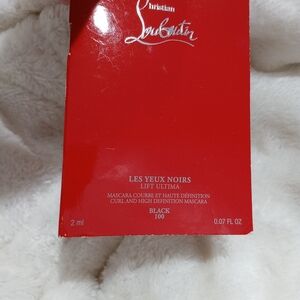 Christian
Louboutin
LES YEUX NOIRS
LIFT ULTIMA
MASCARA COURBE ET HAUTE DÉFINITION
CURL AND HIGH DEFINITION MASCARA
BLACK
100
2 ml
0.07 FL OZ